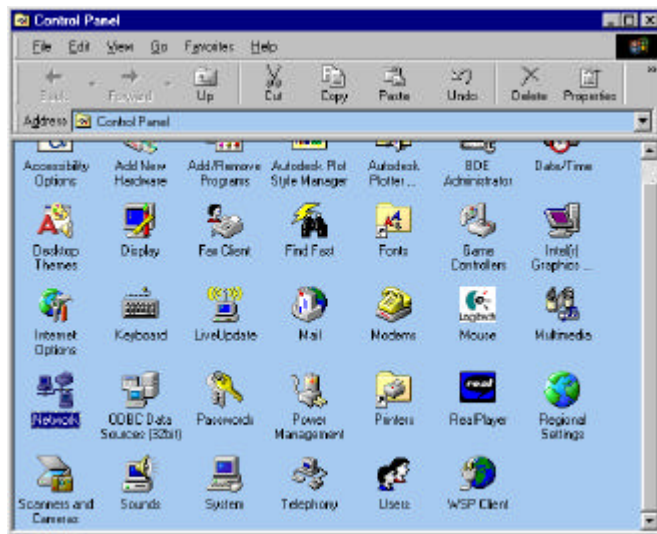 Control Panel
File Edit View Go Favorites Help
Back Forward Up Cut Copy Paste Undo Delete Properties »
Address Control Panel
Accessibility Options
Add New Hardware
Add/Remove Programs
Autodesk Plot Style Manager
Autodesk Plotter ...
BDE Administrator
Date/Time
Desktop Themes
Display
Fax Client
Find Fast
Fonts
Game Controllers
Intel(r) Graphics ...
Internet Options
Keyboard
LiveUpdate
Mail
Modems
Logitech
Mouse
Multimedia
Network
ODBC Data Sources (32bit)
Passwords
Power Management
Printers
real
RealPlayer
Regional Settings
Scanners and Cameras
Sounds
System
Telephony
Users
WSP Client